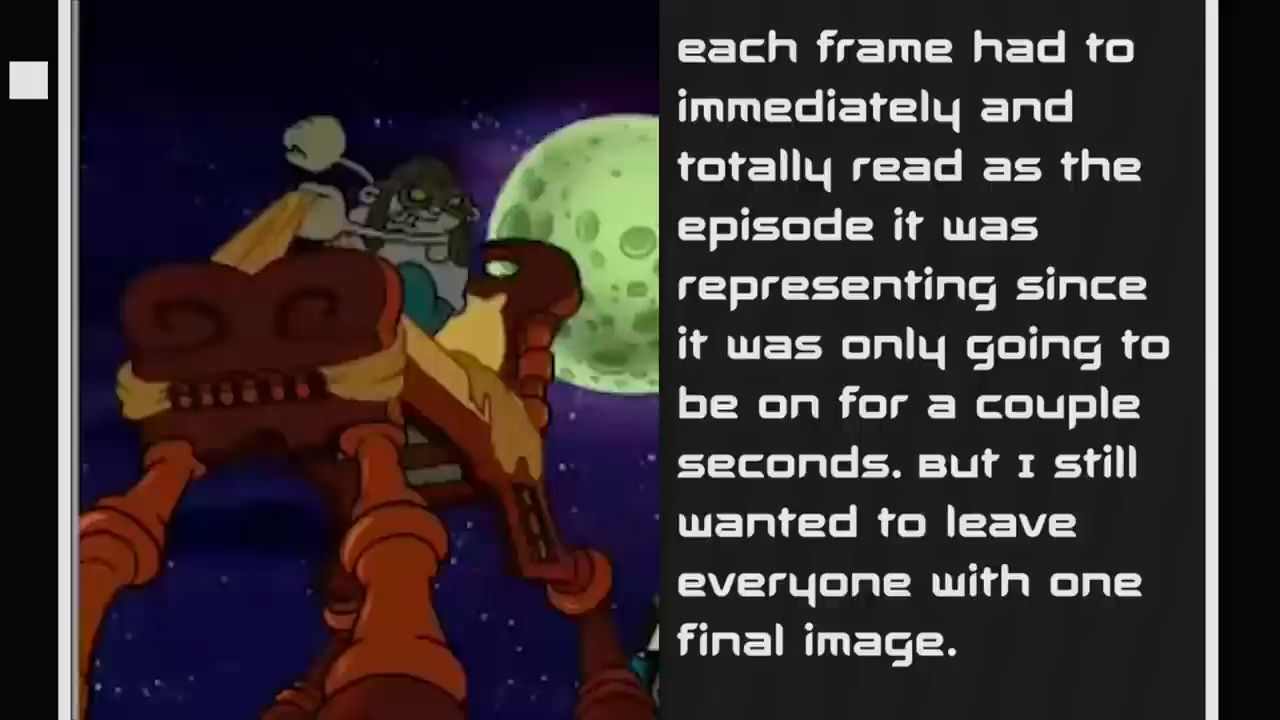 each frame had to
immediately and
totally read as the
episode it was
representing since
it was only going to
be on for a couple
seconds. But I still
wanted to leave
everyone with one
final image.